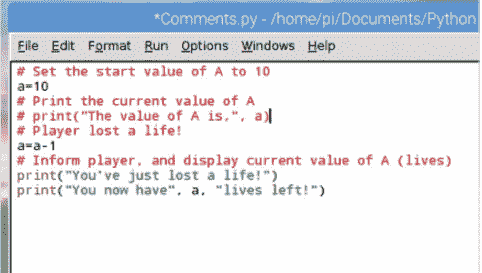 *Comments.py - /home/pi/Documents/Python
File Edit Format Run Options Windows Help
# Set the start value of A to 10
a=10
# Print the current value of A
# print("The value of A is,", a)
# Player lost a life!
a=a-1
# Inform player, and display current value of A (lives)
print("You've just lost a life!")
print("You now have", a, "lives left!")